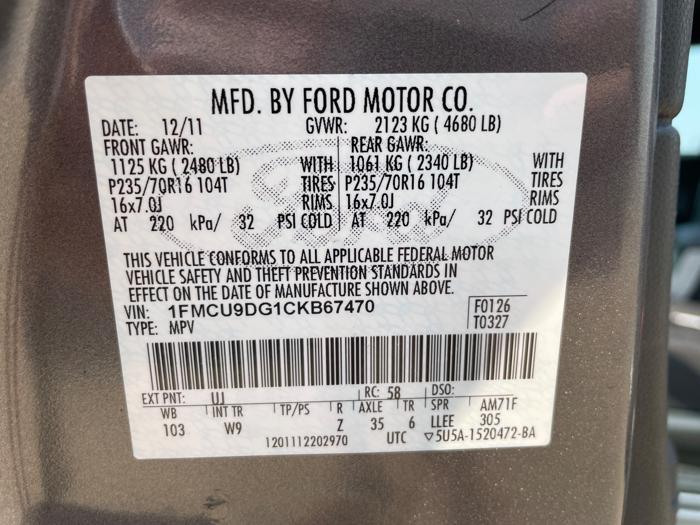 MFD. BY FORD MOTOR CO.
DATE: 12/11 GVWR: 2123 KG ( 4680 LB)
FRONT GAWR: REAR GAWR:
1125 KG ( 2480 LB) WITH 1061 KG ( 2340 LB) WITH
P235/70R16 104T TIRES P235/70R16 104T TIRES
16x7.0J RIMS 16x7.0J RIMS
AT 220 kPa/ 32 PSI COLD AT 220 kPa/ 32 PSI COLD
Ford
THIS VEHICLE CONFORMS TO ALL APPLICABLE FEDERAL MOTOR
VEHICLE SAFETY AND THEFT PREVENTION STANDARDS IN
EFFECT ON THE DATE OF MANUFACTURE SHOWN ABOVE.
VIN: 1FMCU9DG1CKB67470 F0126
TYPE: MPV T0327
EXT PNT: UJ RC: 58 DSO:
WB INT TR TP/PS R AXLE TR SPR AM71F
103 W9 Z 35 6 LLEE 305
1201112202970 UTC ▽5U5A-1520472-BA